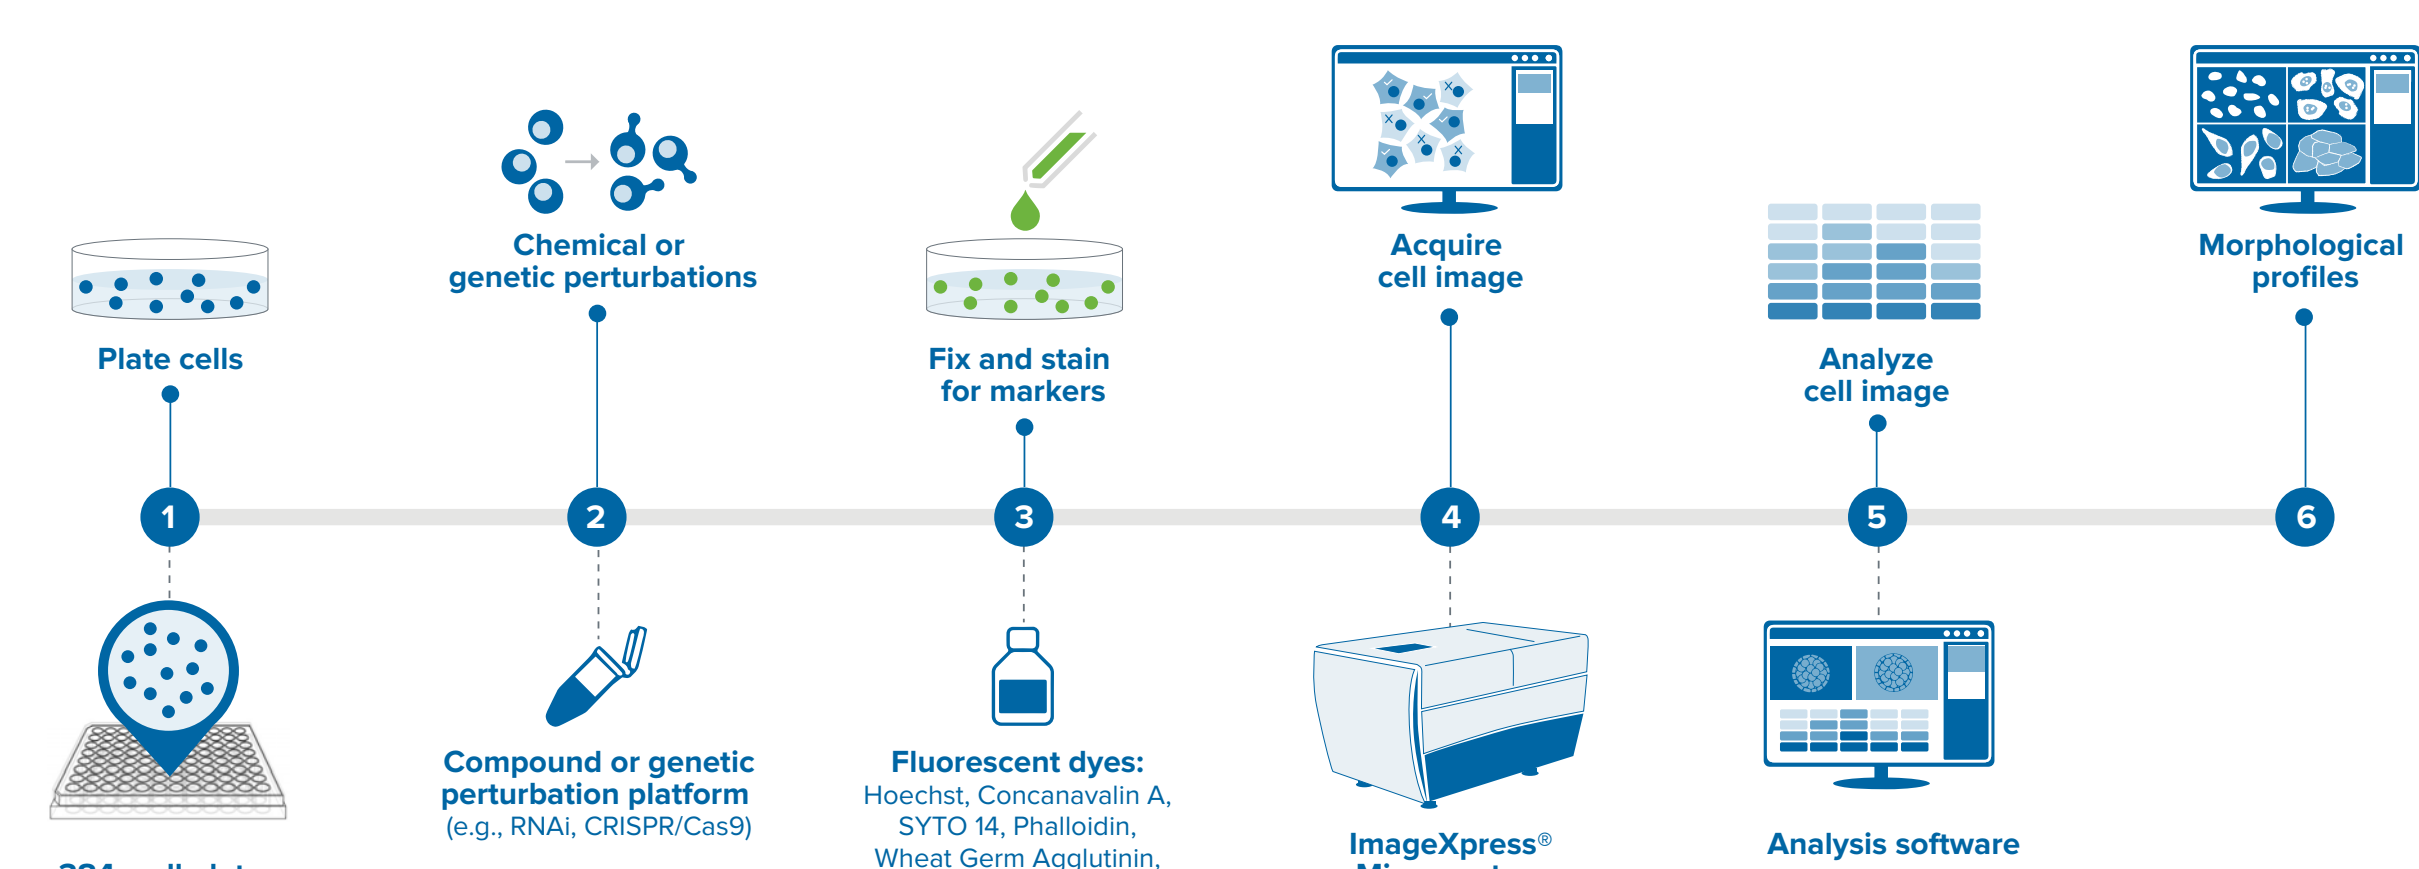 Plate cells
Chemical or
genetic perturbations
Fix and stain
for markers
Acquire
cell image
Analyze
cell image
Morphological
profiles
1
2
3
4
5
6
Compound or genetic
perturbation platform
(e.g., RNAi, CRISPR/Cas9)
Fluorescent dyes:
Hoechst, Concanavalin A,
SYTO 14, Phalloidin,
Wheat Germ Agglutinin,
ImageXpress®
Analysis software